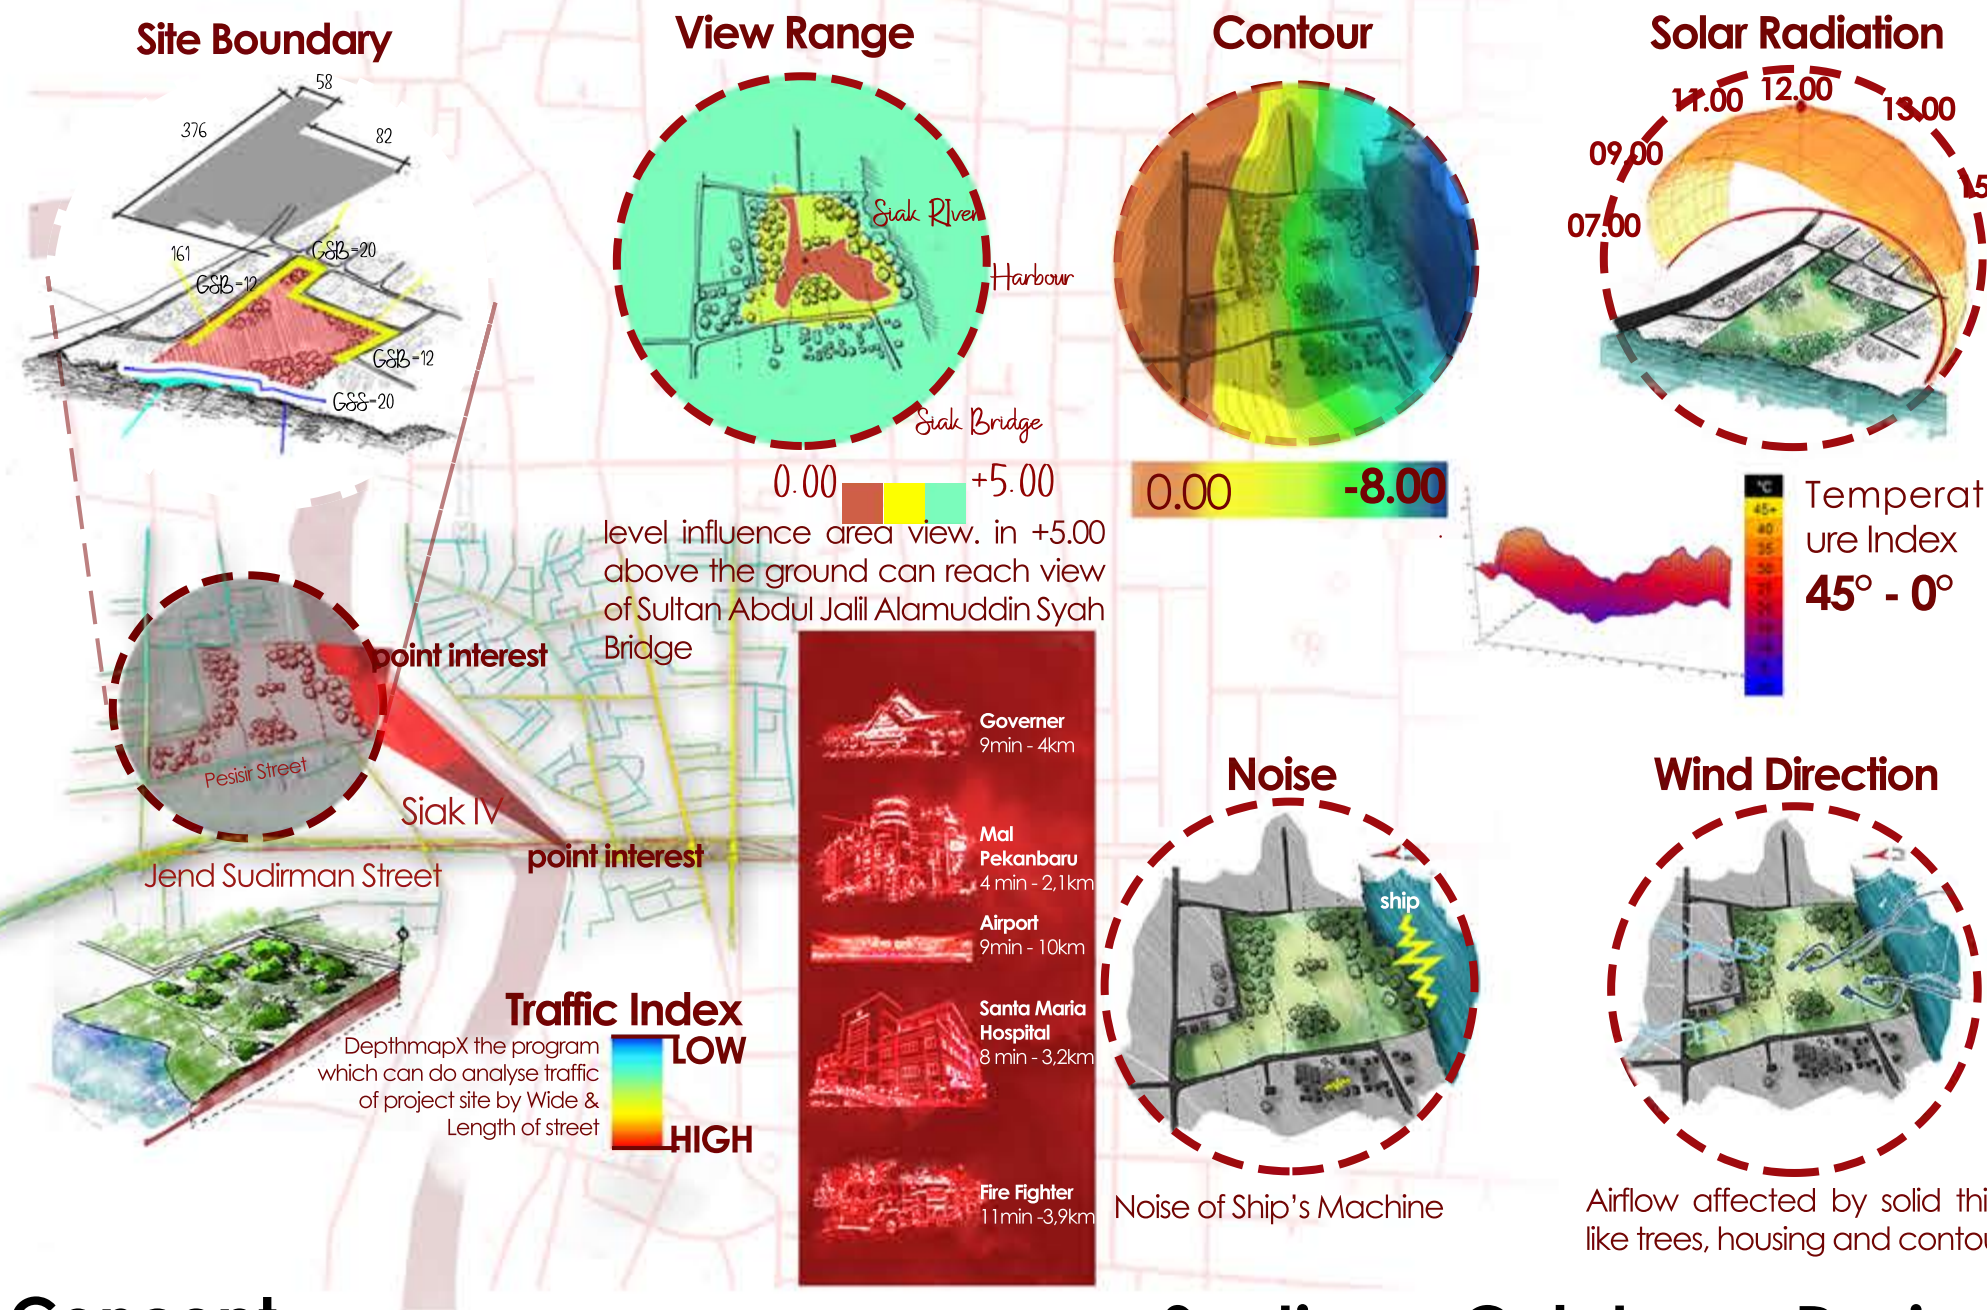 Site Boundary
58
376
82
161
GSB=20
GSB=12
GSB=12
GSS=20
View Range
Siak RIver
Harbour
Siak Bridge
0.00
+5.00
level influence area view. in +5.00
above the ground can reach view
of Sultan Abdul Jalil Alamuddin Syah
Bridge
Contour
0.00
-8.00
Solar Radiation
07.00
09.00
11.00
12.00
13.00
°C
45+
40
35
30
Temperat
ure Index
45° - 0°
point interest
Pesisir Street
Siak IV
point interest
Jend Sudirman Street
Traffic Index
DepthmapX the program
which can do analyse traffic
of project site by Wide &
Length of street
LOW
HIGH
Governer
9min - 4km
Mal
Pekanbaru
4 min - 2,1km
Airport
9min - 10km
Santa Maria
Hospital
8 min - 3,2km
Fire Fighter
11min -3,9km
Noise
ship
Noise of Ship's Machine
Wind Direction
Airflow affected by solid thi
like trees, housing and conto
Concept